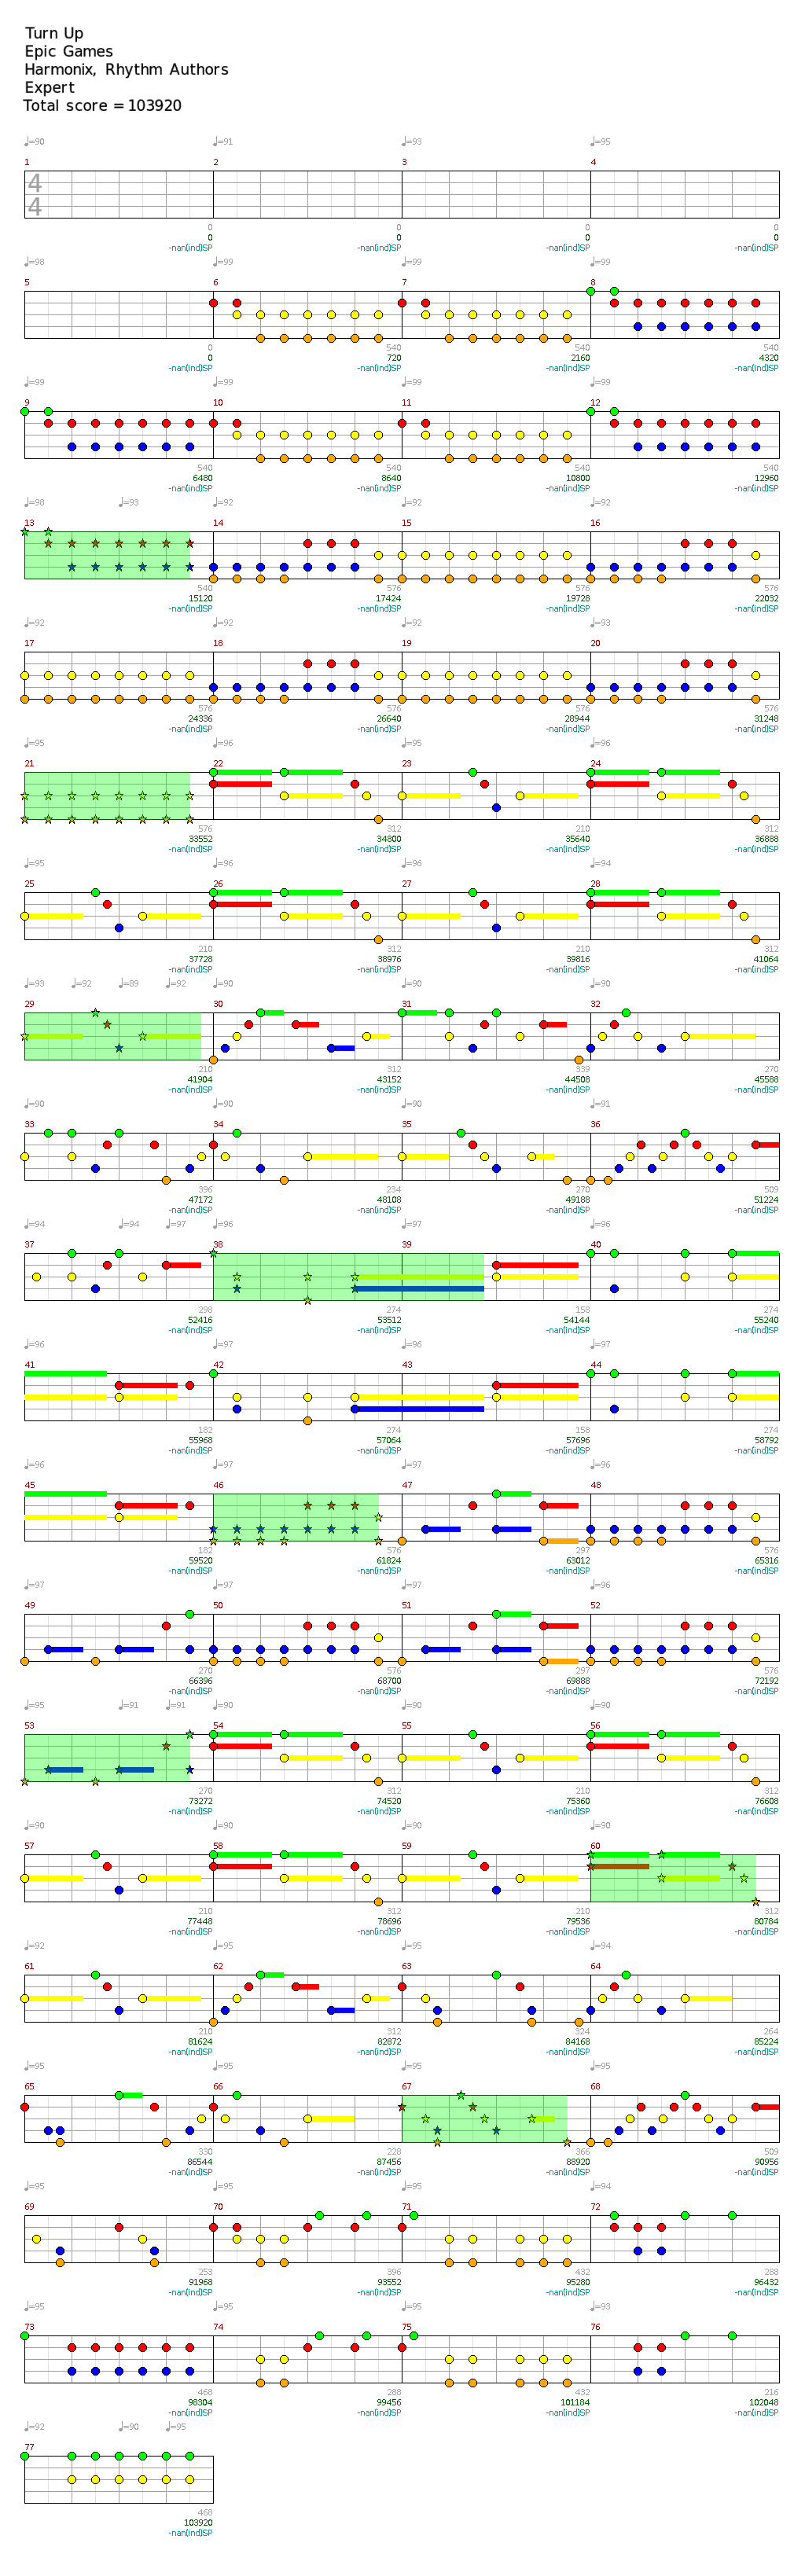 Turn Up
Epic Games
Harmonix, Rhythm Authors
Expert
Total score = 103920
♩=90 ♩=91 ♩=93 ♩=95
1 2 3 4
4
4
0 0 0 0
0 0 0 0
-nan(ind)SP -nan(ind)SP -nan(ind)SP -nan(ind)SP
♩=98 ♩=99 ♩=99 ♩=99
5 6 7 8
0 540 540 540
0 720 2160 4320
-nan(ind)SP -nan(ind)SP -nan(ind)SP -nan(ind)SP
♩=99 ♩=99 ♩=99 ♩=99
9 10 11 12
540 540 540 540
6480 8640 10800 12960
-nan(ind)SP -nan(ind)SP -nan(ind)SP -nan(ind)SP
♩=98 ♩=93 ♩=92 ♩=92 ♩=92
13 14 15 16
540 576 576 576
15120 17424 19728 22032
-nan(ind)SP -nan(ind)SP -nan(ind)SP -nan(ind)SP
♩=92 ♩=92 ♩=92 ♩=93
17 18 19 20
576 576 576 576
24336 26640 28944 31248
-nan(ind)SP -nan(ind)SP -nan(ind)SP -nan(ind)SP
♩=95 ♩=96 ♩=95 ♩=96
21 22 23 24
576 312 210 312
33552 34800 35640 36888
-nan(ind)SP -nan(ind)SP -nan(ind)SP -nan(ind)SP
♩=95 ♩=96 ♩=96 ♩=94
25 26 27 28
210 312 210 312
37728 38976 39816 41064
-nan(ind)SP -nan(ind)SP -nan(ind)SP -nan(ind)SP
♩=93 ♩=92 ♩=89 ♩=92 ♩=90 ♩=90 ♩=90
29 30 31 32
210 312 339 270
41904 43152 44508 45588
-nan(ind)SP -nan(ind)SP -nan(ind)SP -nan(ind)SP
♩=90 ♩=90 ♩=90 ♩=91
33 34 35 36
396 234 270 509
47172 48108 49188 51224
-nan(ind)SP -nan(ind)SP -nan(ind)SP -nan(ind)SP
♩=94 ♩=94 ♩=97 ♩=96 ♩=97 ♩=96
37 38 39 40
298 274 158 274
52416 53512 54144 55240
-nan(ind)SP -nan(ind)SP -nan(ind)SP -nan(ind)SP
♩=96 ♩=97 ♩=96 ♩=97
41 42 43 44
182 274 158 274
55968 57064 57696 58792
-nan(ind)SP -nan(ind)SP -nan(ind)SP -nan(ind)SP
♩=96 ♩=97 ♩=97 ♩=96
45 46 47 48
182 576 297 576
59520 61824 63012 65316
-nan(ind)SP -nan(ind)SP -nan(ind)SP -nan(ind)SP
♩=97 ♩=97 ♩=97 ♩=96
49 50 51 52
270 576 297 576
66396 68700 69888 72192
-nan(ind)SP -nan(ind)SP -nan(ind)SP -nan(ind)SP
♩=95 ♩=91 ♩=91 ♩=90 ♩=90 ♩=90
53 54 55 56
270 312 210 312
73272 74520 75360 76608
-nan(ind)SP -nan(ind)SP -nan(ind)SP -nan(ind)SP
♩=90 ♩=90 ♩=90 ♩=90
57 58 59 60
210 312 210 312
77448 78696 79536 80784
-nan(ind)SP -nan(ind)SP -nan(ind)SP -nan(ind)SP
♩=92 ♩=95 ♩=95 ♩=94
61 62 63 64
210 312 324 264
81624 82872 84168 85224
-nan(ind)SP -nan(ind)SP -nan(ind)SP -nan(ind)SP
♩=95 ♩=95 ♩=95 ♩=95
65 66 67 68
330 228 366 509
86544 87456 88920 90956
-nan(ind)SP -nan(ind)SP -nan(ind)SP -nan(ind)SP
♩=95 ♩=95 ♩=95 ♩=94
69 70 71 72
253 396 432 288
91968 93552 95280 96432
-nan(ind)SP -nan(ind)SP -nan(ind)SP -nan(ind)SP
♩=95 ♩=95 ♩=95 ♩=93
73 74 75 76
468 288 432 216
98304 99456 101184 102048
-nan(ind)SP -nan(ind)SP -nan(ind)SP -nan(ind)SP
♩=92 ♩=90 ♩=95
77
468
103920
-nan(ind)SP